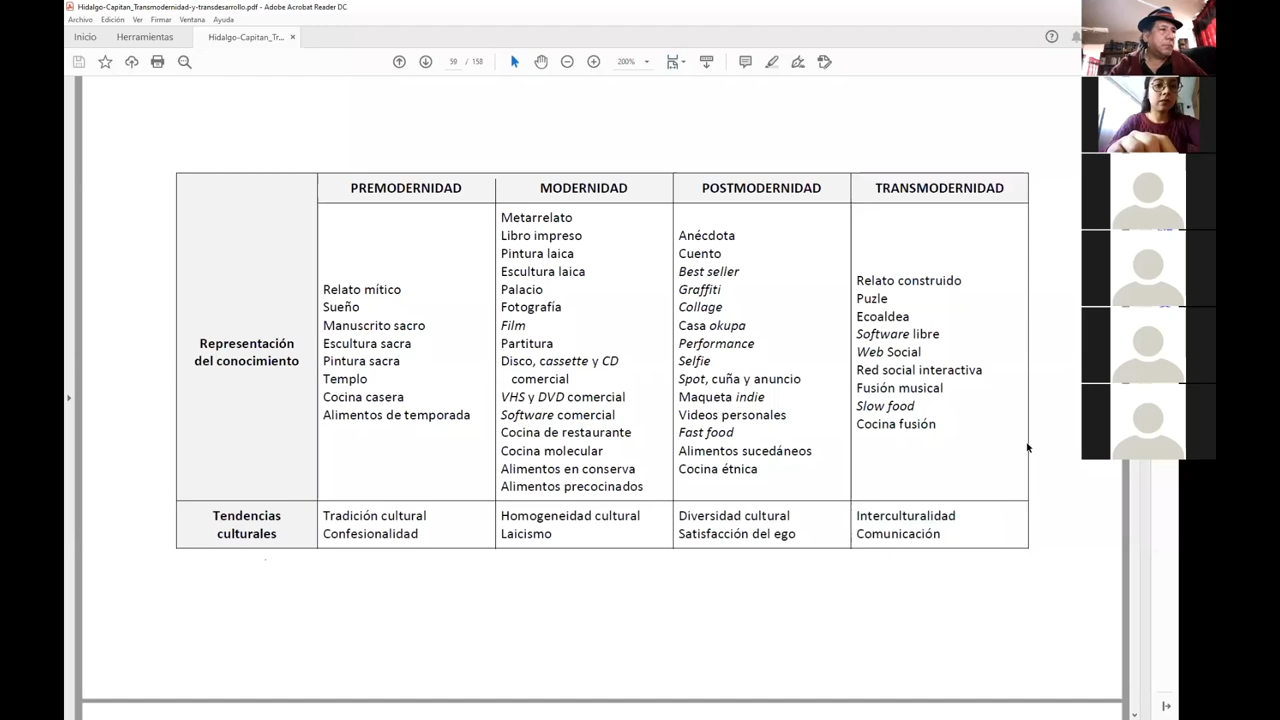 Hidalgo-Capitan_Transmodernidad-y-transdesarrollo.pdf - Adobe Acrobat Reader DC
Archivo Edición Ver Firmar Ventana Ayuda
Inicio Herramientas Hidalgo-Capitan_Tr... ×
59 / 158 200%
PREMODERNIDAD MODERNIDAD POSTMODERNIDAD TRANSMODERNIDAD
Representación
del conocimiento
Relato mítico
Sueño
Manuscrito sacro
Escultura sacra
Pintura sacra
Templo
Cocina casera
Alimentos de temporada
Metarrelato
Libro impreso
Pintura laica
Escultura laica
Palacio
Fotografía
Film
Partitura
Disco, cassette y CD
comercial
VHS y DVD comercial
Software comercial
Cocina de restaurante
Cocina molecular
Alimentos en conserva
Alimentos precocinados
Anécdota
Cuento
Best seller
Graffiti
Collage
Casa okupa
Performance
Selfie
Spot, cuña y anuncio
Maqueta indie
Videos personales
Fast food
Alimentos sucedáneos
Cocina étnica
Relato construido
Puzle
Ecoaldea
Software libre
Web Social
Red social interactiva
Fusión musical
Slow food
Cocina fusión
Tendencias
culturales
Tradición cultural
Confesionalidad
Homogeneidad cultural
Laicismo
Diversidad cultural
Satisfacción del ego
Interculturalidad
Comunicación